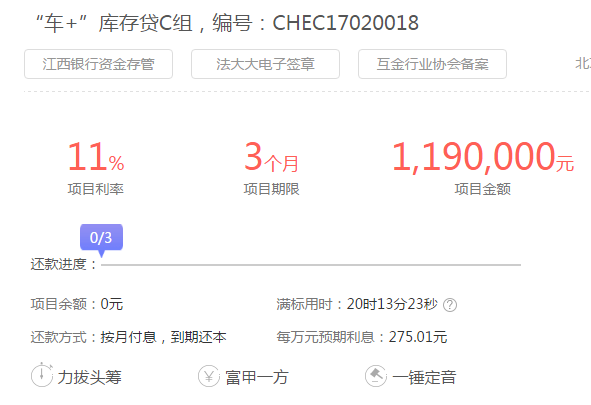 “车+”库存贷C组，编号：CHEC17020018
江西银行资金存管 法大大电子签章 互金行业协会备案 北
11% 3个月 1,190,000元
项目利率 项目期限 项目金额
0/3
还款进度：
项目余额：0元 满标用时：20时13分23秒 ?
还款方式：按月付息，到期还本 每万元预期利息：275.01元
力拔头筹 ¥ 富甲一方 一锤定音